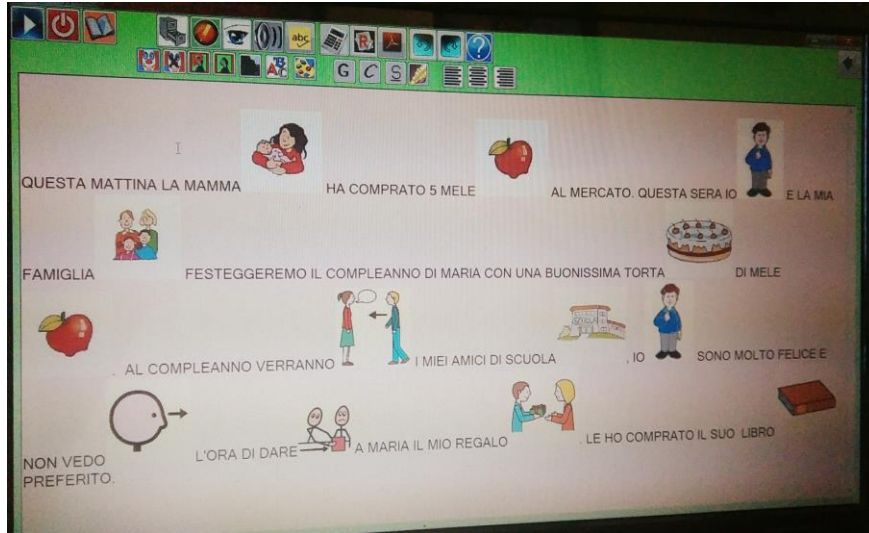 abc
R
?
ABC
G C S
QUESTA MATTINA LA MAMMA HA COMPRATO 5 MELE AL MERCATO. QUESTA SERA IO E LA MIA
FAMIGLIA FESTEGGEREMO IL COMPLEANNO DI MARIA CON UNA BUONISSIMA TORTA DI MELE
. AL COMPLEANNO VERRANNO I MIEI AMICI DI SCUOLA , IO SONO MOLTO FELICE E
NON VEDO L'ORA DI DARE A MARIA IL MIO REGALO . LE HO COMPRATO IL SUO LIBRO
PREFERITO.